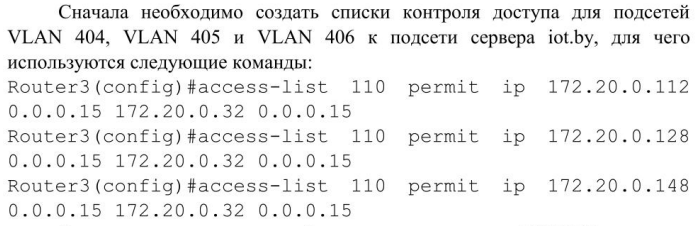 Сначала необходимо создать списки контроля доступа для подсетей
VLAN 404, VLAN 405 и VLAN 406 к подсети сервера iot.by, для чего
используются следующие команды:
Router3(config)#access-list 110 permit ip 172.20.0.112
0.0.0.15 172.20.0.32 0.0.0.15
Router3(config)#access-list 110 permit ip 172.20.0.128
0.0.0.15 172.20.0.32 0.0.0.15
Router3(config)#access-list 110 permit ip 172.20.0.148
0.0.0.15 172.20.0.32 0.0.0.15